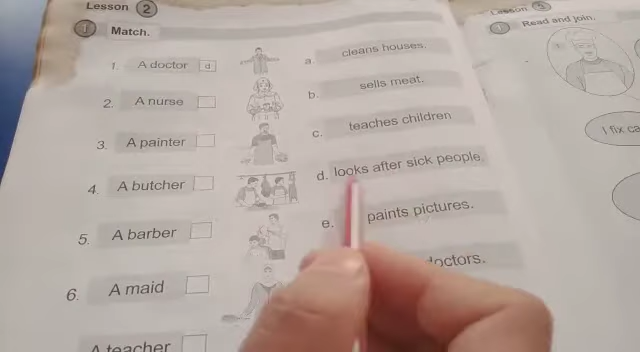 Lesson 2
1 Match.
1. A doctor d
2. A nurse
3. A painter
4. A butcher
5. A barber
6. A maid
A teacher
a. cleans houses.
b. sells meat.
c. teaches children
d. looks after sick people.
e. paints pictures.
doctors.
Lesson
1 Read and join.
I fix ca